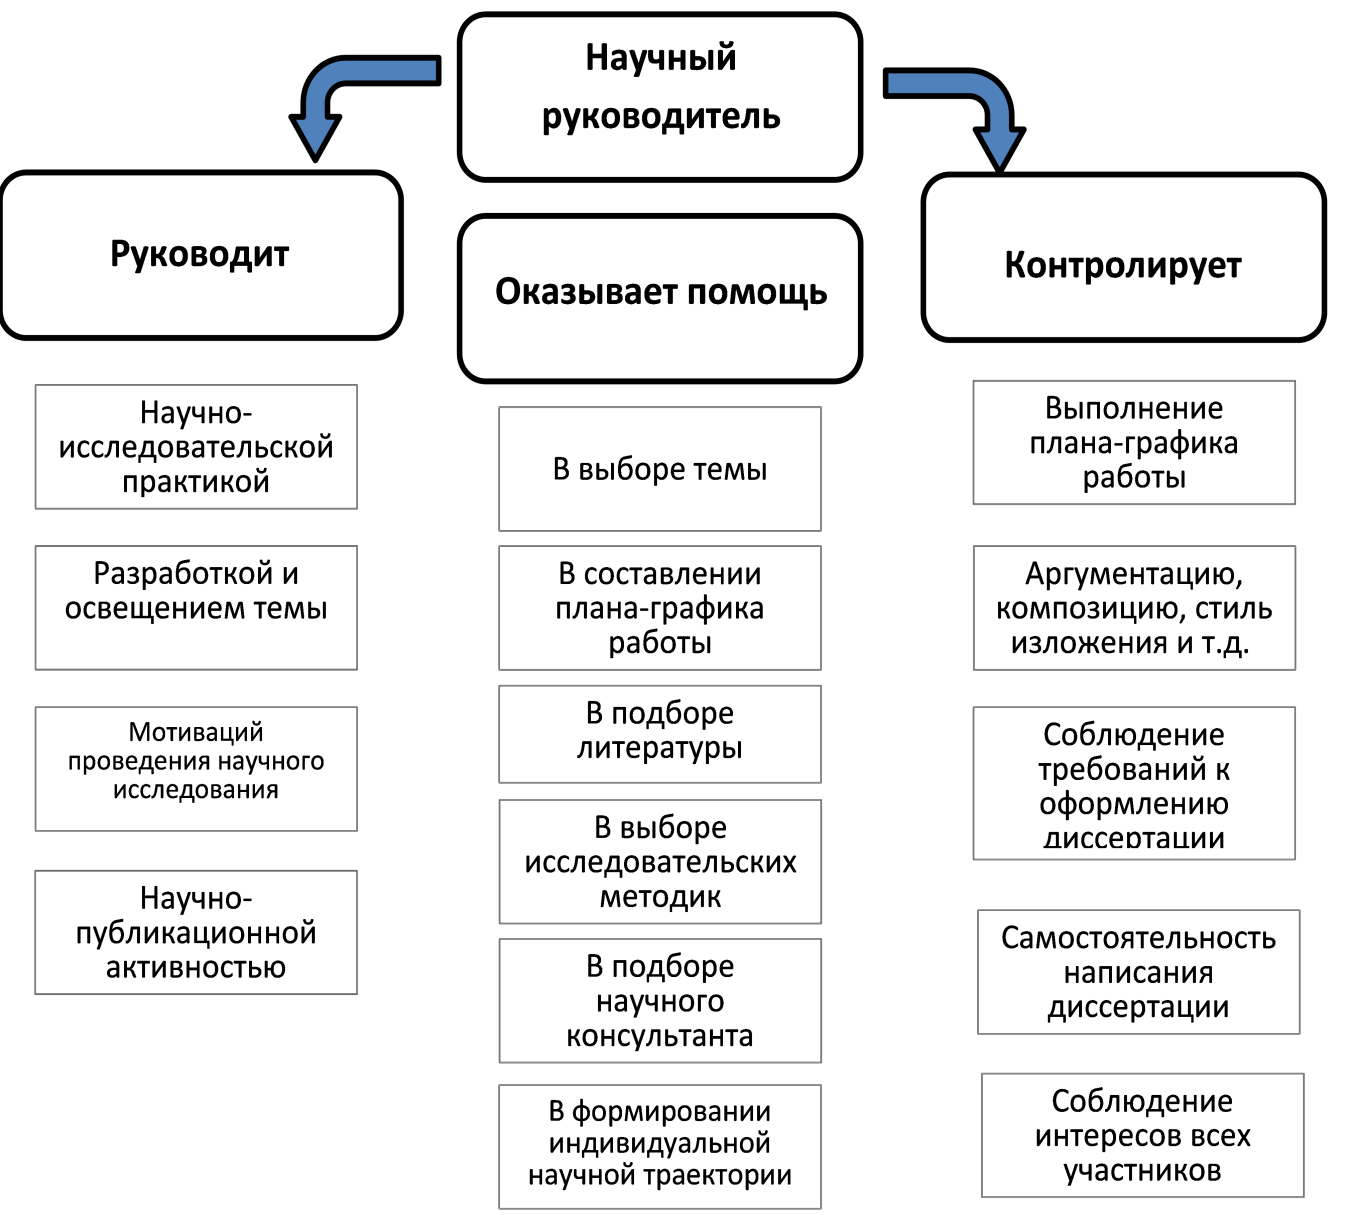 Научный
руководитель
Руководит
Научно-
исследовательской
практикой
Разработкой и
освещением темы
Мотиваций
проведения научного
исследования
Научно-
публикационной
активностью
Оказывает помощь
В выборе темы
В составлении
плана-графика
работы
В подборе
литературы
В выборе
исследовательских
методик
В подборе
научного
консультанта
В формировании
индивидуальной
научной траектории
Контролирует
Выполнение
плана-графика
работы
Аргументацию,
композицию, стиль
изложения и т.д.
Соблюдение
требований к
оформлению
диссертации
Самостоятельность
написания
диссертации
Соблюдение
интересов всех
участников